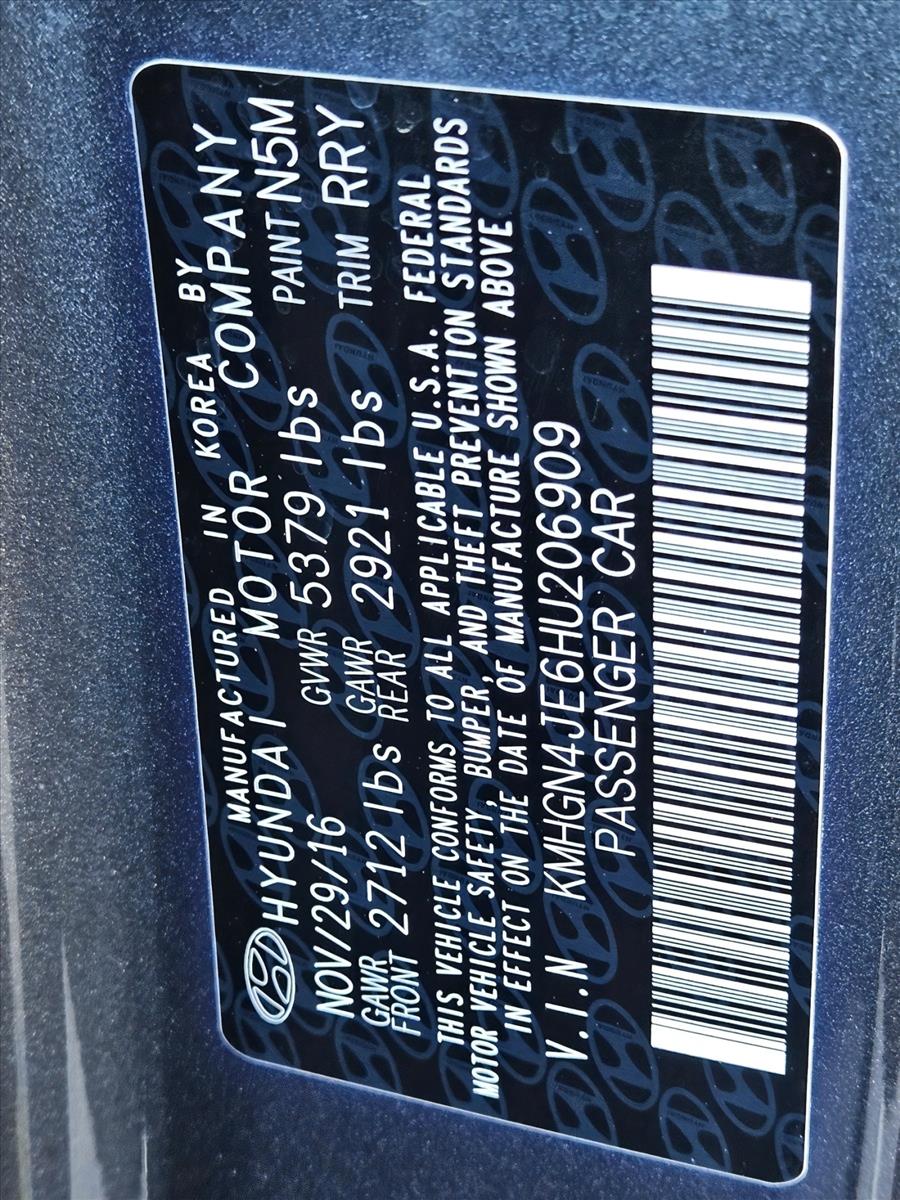 MANUFACTURED IN KOREA BY
HYUNDAI MOTOR COMPANY
NOV/29/16 GVWR 5379 lbs PAINT N5M
GAWR FRONT 2712 lbs GAWR REAR 2921 lbs TRIM RRY
THIS VEHICLE CONFORMS TO ALL APPLICABLE U.S.A. FEDERAL
MOTOR VEHICLE SAFETY, BUMPER, AND THEFT PREVENTION STANDARDS
IN EFFECT ON THE DATE OF MANUFACTURE SHOWN ABOVE
V.I.N KMHGN4JE6HU206909
PASSENGER CAR